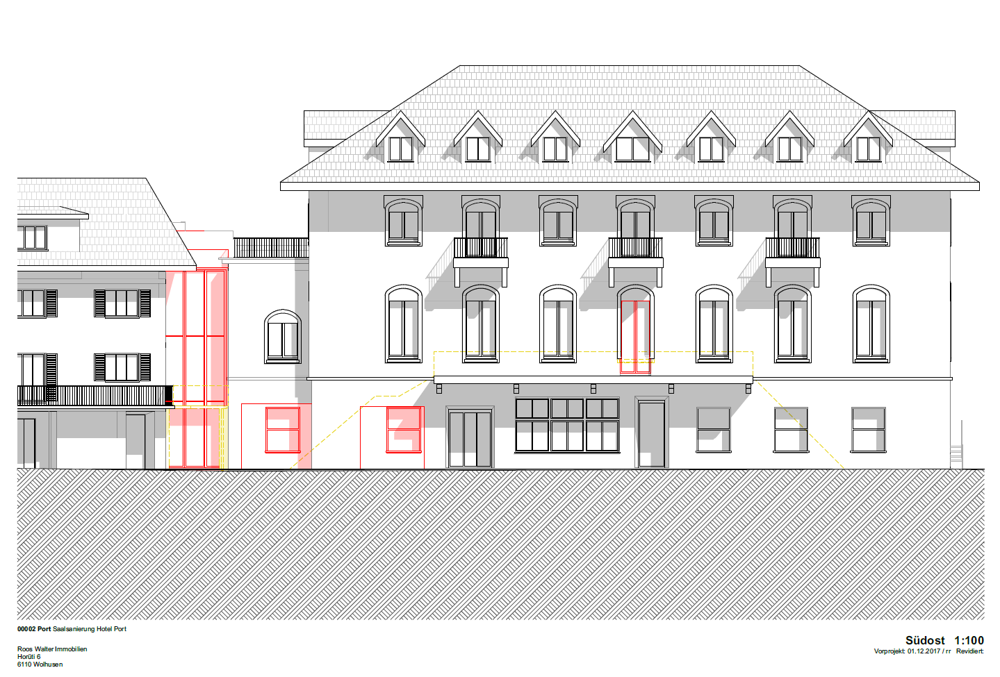 00002 Port Saalsanierung Hotel Port
Roos Walter Immobilien
Horüti 6
6110 Wolhusen
Südost 1:100
Vorprojekt: 01.12.2017 / rr Revidiert: